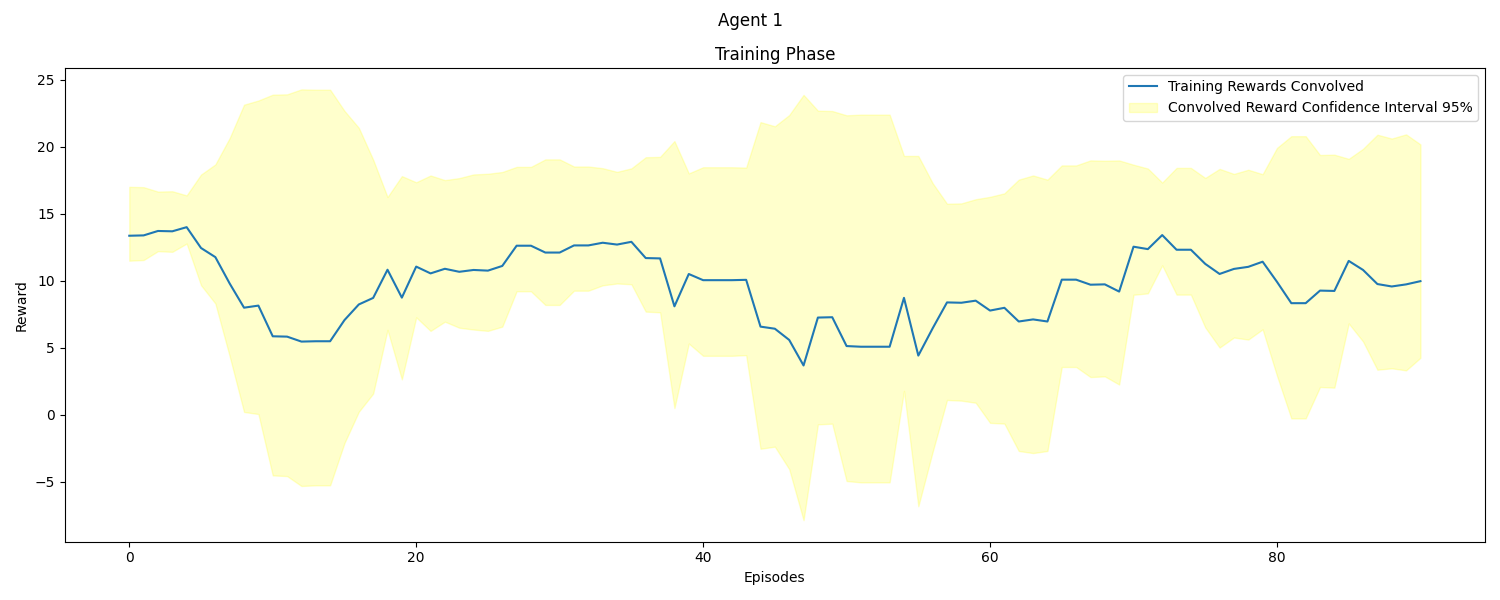 Agent 1
Training Phase
Training Rewards Convolved
Convolved Reward Confidence Interval 95%
25
20
15
10
5
0
−5
Reward
0 20 40 60 80
Episodes